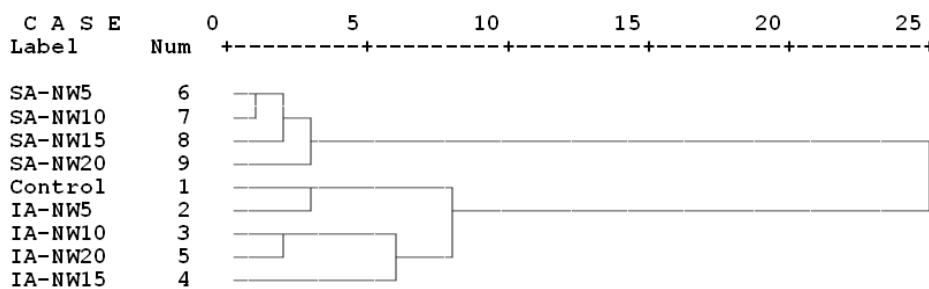 C A S E 0 5 10 15 20 25
Label Num +---------+---------+---------+---------+---------+
SA-NW5 6
SA-NW10 7
SA-NW15 8
SA-NW20 9
Control 1
IA-NW5 2
IA-NW10 3
IA-NW20 5
IA-NW15 4